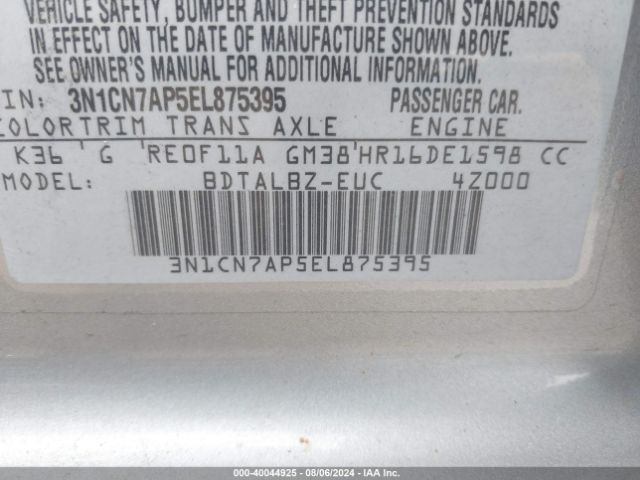 VEHICLE SAFETY, BUMPER AND THEFT PREVENTION STANDARDS
IN EFFECT ON THE DATE OF MANUFACTURE SHOWN ABOVE.
SEE OWNER'S MANUAL FOR ADDITIONAL INFORMATION.
IN: 3N1CN7AP5EL875395 PASSENGER CAR.
COLORTRIM TRANS AXLE ENGINE
K36 'G 'RE0F11A GM38'HR16DE1598 CC
MODEL: BDTALBZ-EUC 4Z000
3N1CN7AP5EL875395
000-40044925 - 08/06/2024 - IAA Inc.